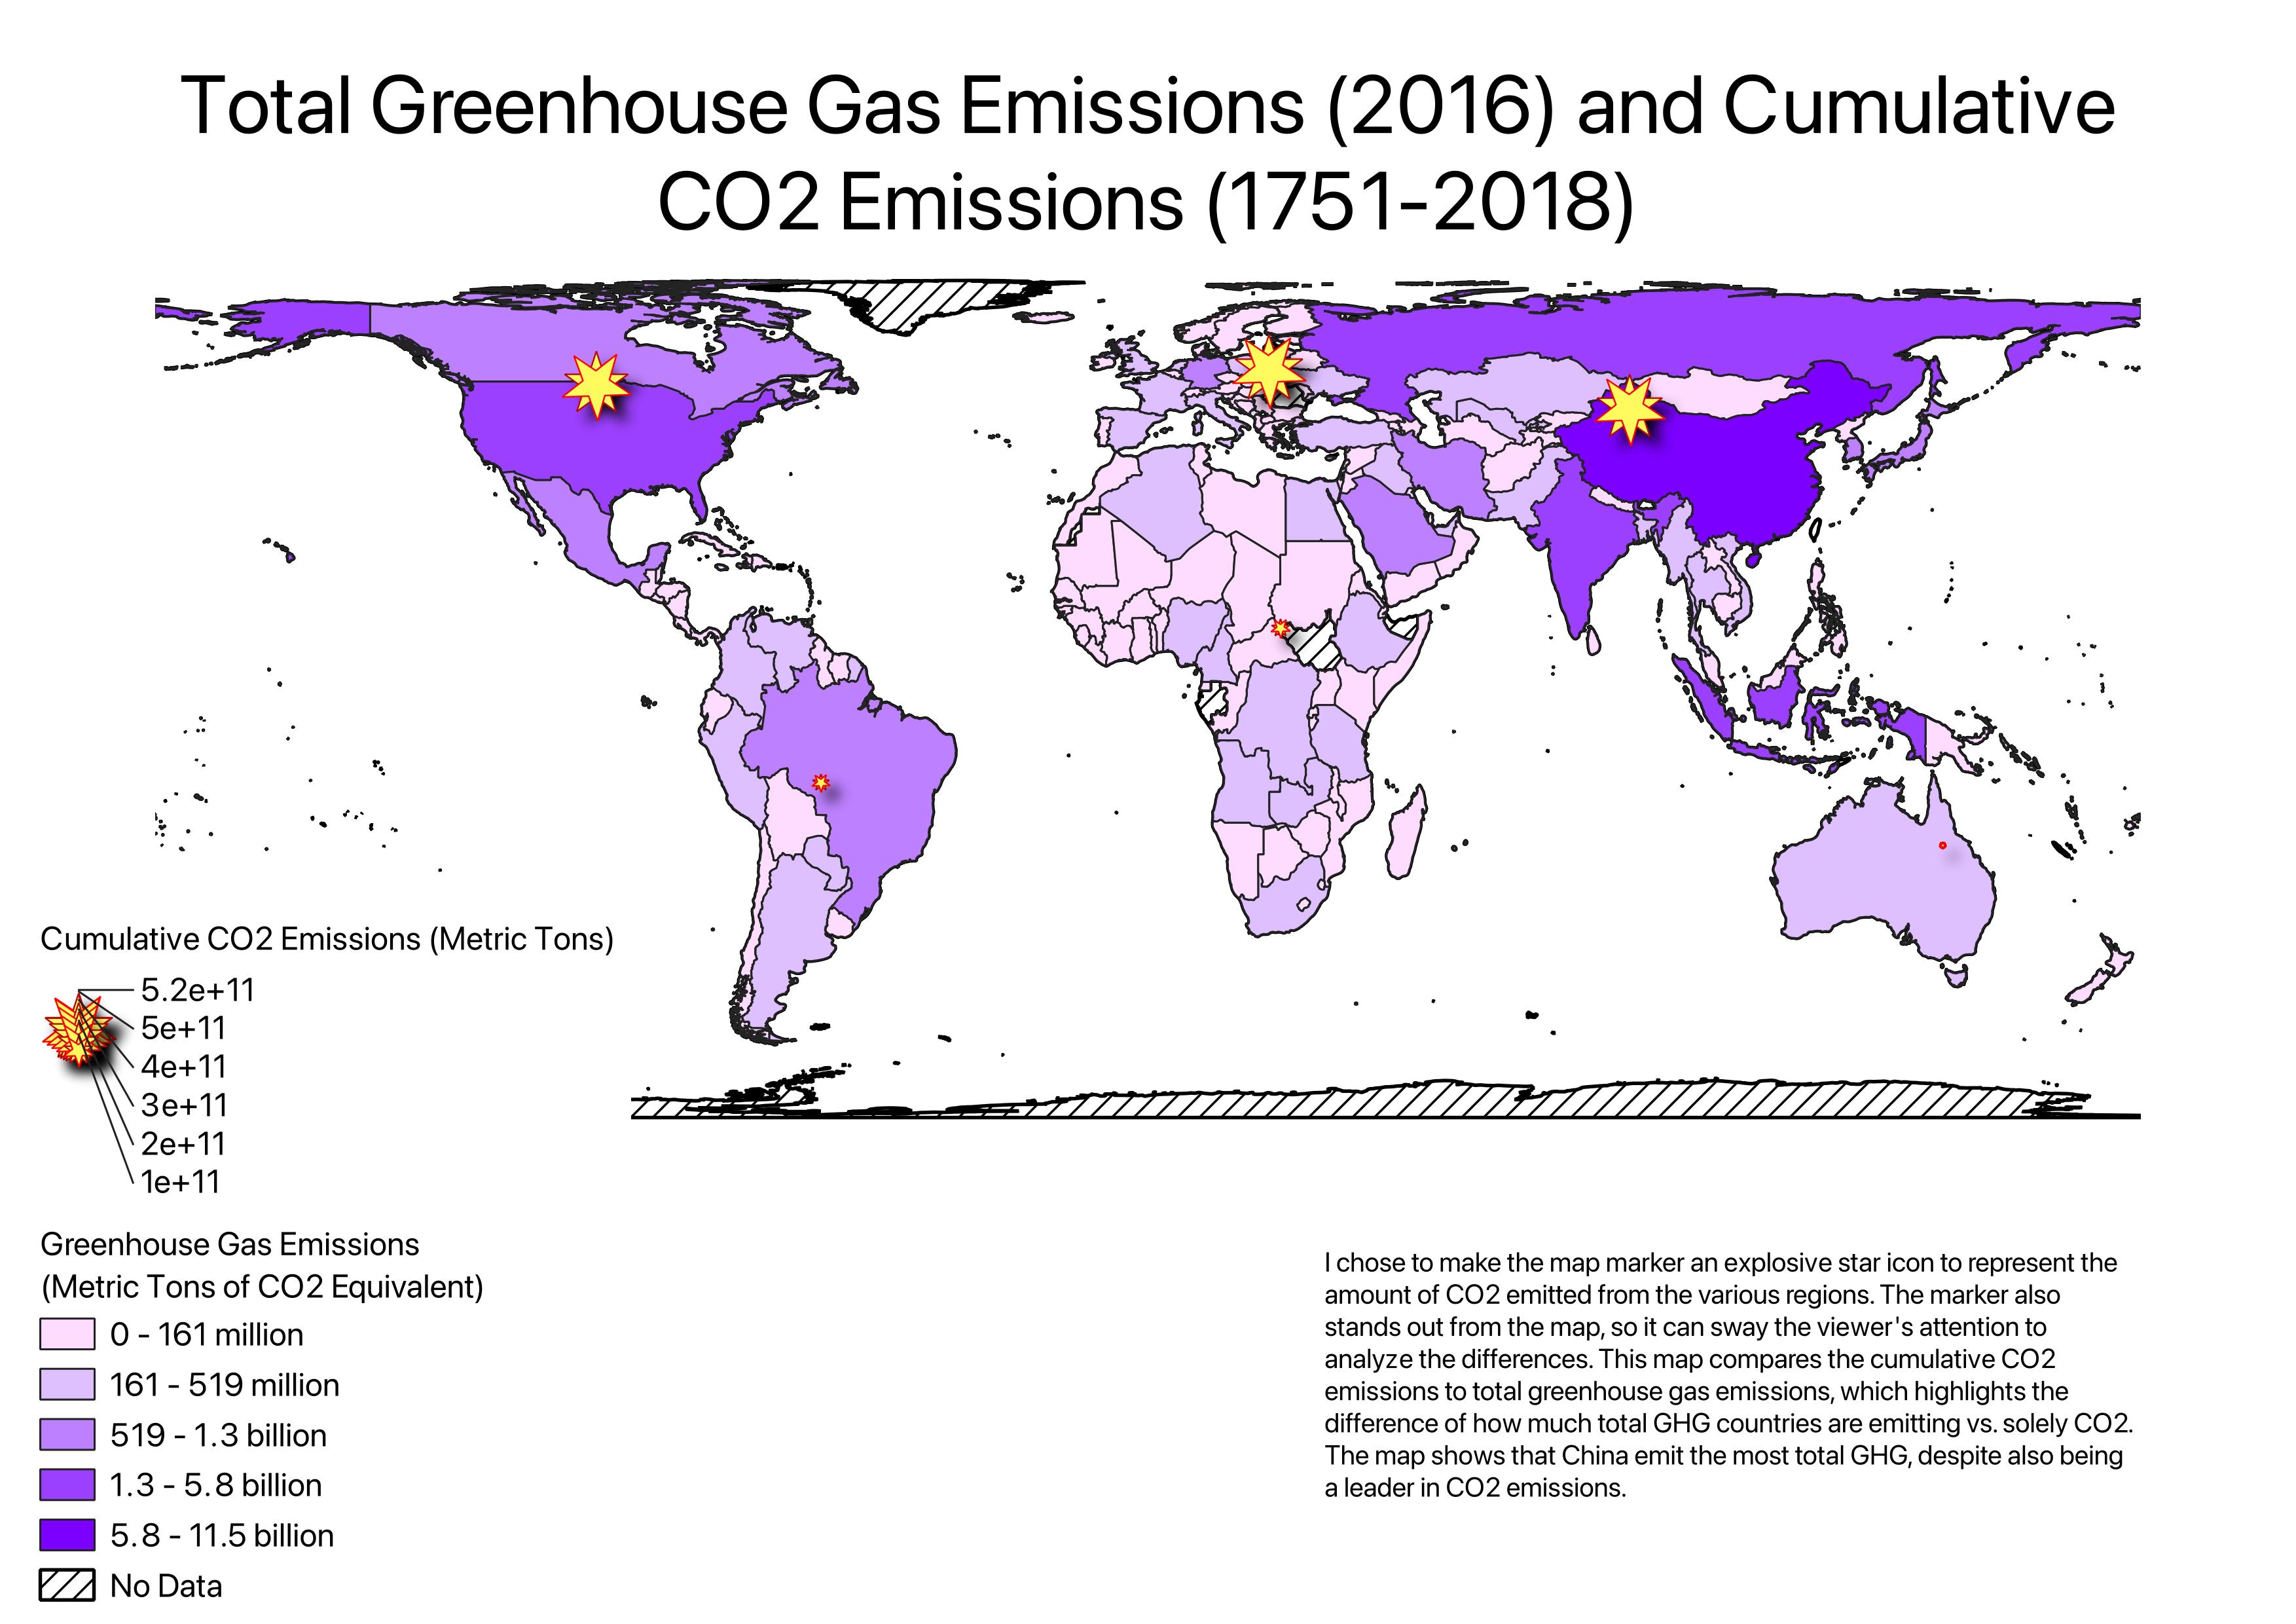 Total Greenhouse Gas Emissions (2016) and Cumulative
CO2 Emissions (1751-2018)
Cumulative CO2 Emissions (Metric Tons)
5.2e+11
5e+11
4e+11
3e+11
2e+11
1e+11
Greenhouse Gas Emissions
(Metric Tons of CO2 Equivalent)
0 - 161 million
161 - 519 million
519 - 1.3 billion
1.3 - 5.8 billion
5.8 - 11.5 billion
No Data
I chose to make the map marker an explosive star icon to represent the
amount of CO2 emitted from the various regions. The marker also
stands out from the map, so it can sway the viewer's attention to
analyze the differences. This map compares the cumulative CO2
emissions to total greenhouse gas emissions, which highlights the
difference of how much total GHG countries are emitting vs. solely CO2.
The map shows that China emit the most total GHG, despite also being
a leader in CO2 emissions.